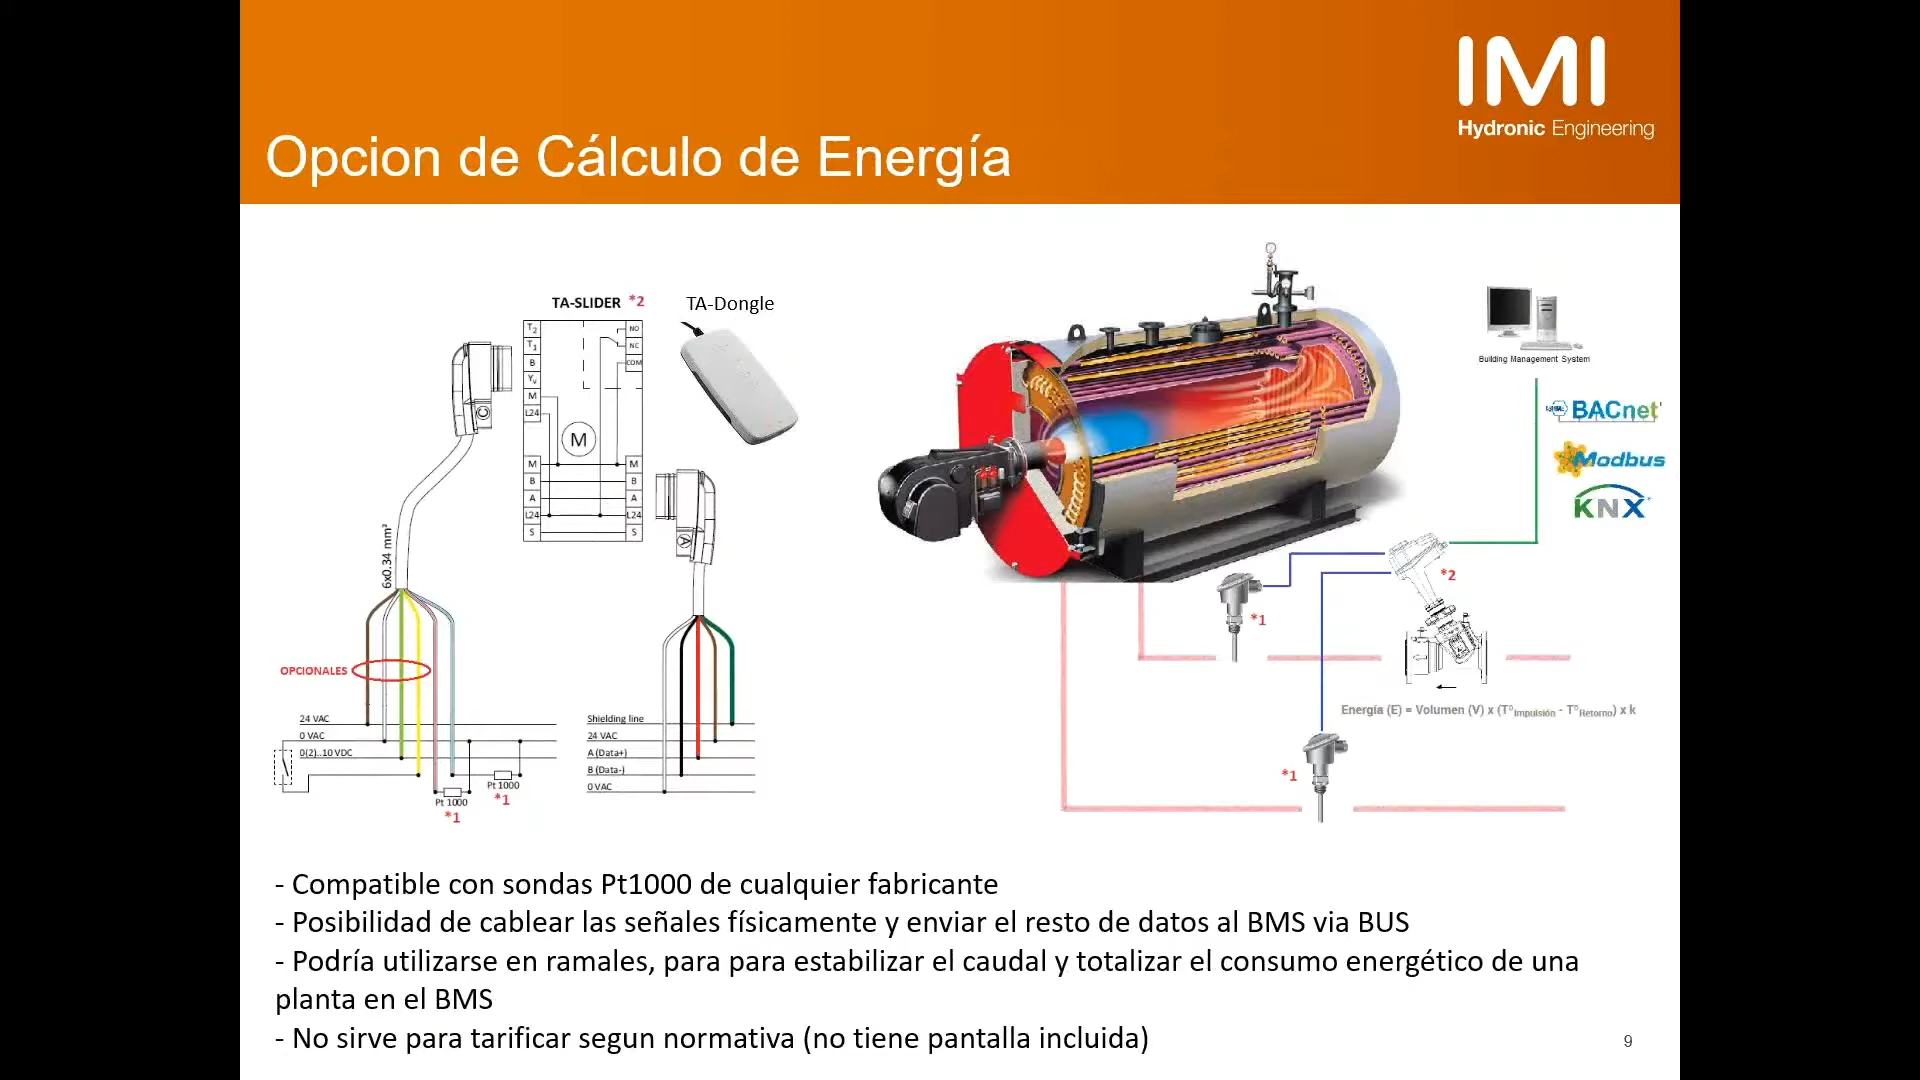 IMI
Hydronic Engineering
Opcion de Cálculo de Energía
TA-SLIDER *2
TA-Dongle
T2
T1
B
Yv
M
L24
NO
NC
COM
M
M
B
A
L24
S
M
B
A
L24
S
C
A
6x0.34 mm²
OPCIONALES
24 VAC
0 VAC
0(2)..10 VDC
Pt 1000
*1
Pt 1000
*1
Shielding line
24 VAC
A (Data+)
B (Data-)
0 VAC
Building Management System
BACnet
Modbus
KNX
*2
*1
Energía (E) = Volumen (V) x (T°Impulsión - T°Retorno) x k
*1
- Compatible con sondas Pt1000 de cualquier fabricante
- Posibilidad de cablear las señales físicamente y enviar el resto de datos al BMS via BUS
- Podría utilizarse en ramales, para para estabilizar el caudal y totalizar el consumo energético de una
planta en el BMS
- No sirve para tarificar segun normativa (no tiene pantalla incluida)
9